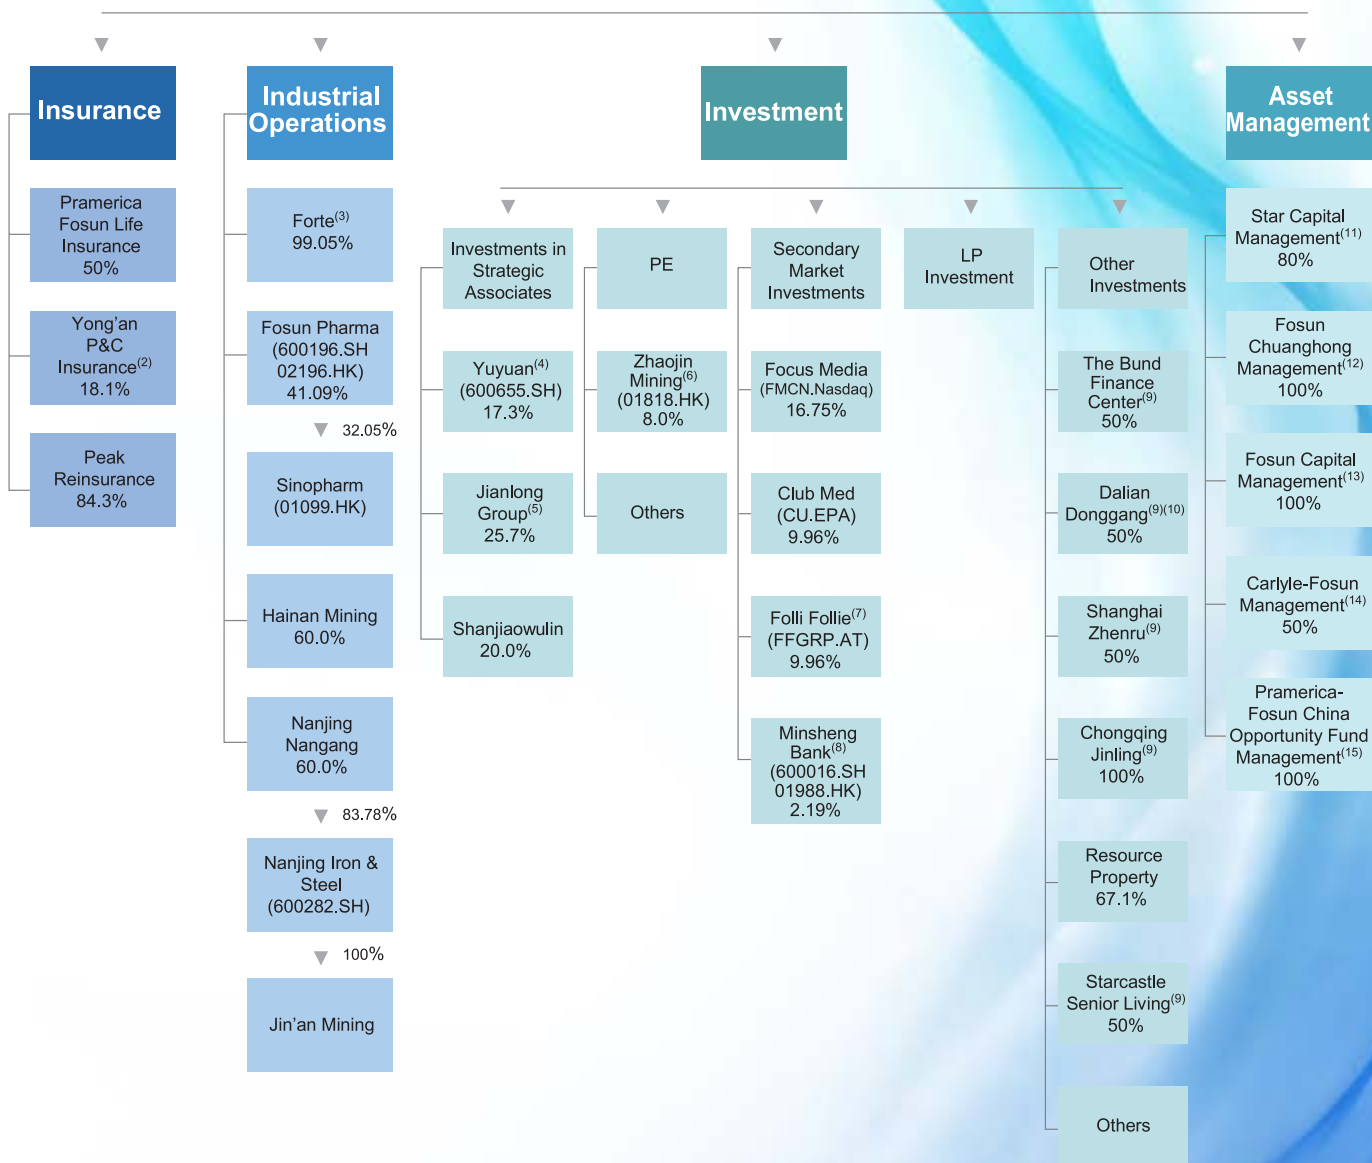 Insurance
Pramerica
Fosun Life
Insurance
50%
Yong’an
P&C
Insurance(2)
18.1%
Peak
Reinsurance
84.3%
Industrial
Operations
Forte(3)
99.05%
Fosun Pharma
(600196.SH
02196.HK)
41.09%
32.05%
Sinopharm
(01099.HK)
Hainan Mining
60.0%
Nanjing
Nangang
60.0%
83.78%
Nanjing Iron &
Steel
(600282.SH)
100%
Jin’an Mining
Investment
Investments in
Strategic
Associates
Yuyuan(4)
(600655.SH)
17.3%
Jianlong
Group(5)
25.7%
Shanjiaowulin
20.0%
PE
Zhaojin
Mining(6)
(01818.HK)
8.0%
Others
Secondary
Market
Investments
Focus Media
(FMCN.Nasdaq)
16.75%
Club Med
(CU.EPA)
9.96%
Folli Follie(7)
(FFGRP.AT)
9.96%
Minsheng
Bank(8)
(600016.SH
01988.HK)
2.19%
LP
Investment
Other
Investments
The Bund
Finance
Center(9)
50%
Dalian
Donggang(9)(10)
50%
Shanghai
Zhenru(9)
50%
Chongqing
Jinling(9)
100%
Resource
Property
67.1%
Starcastle
Senior Living(9)
50%
Others
Asset
Management
Star Capital
Management(11)
80%
Fosun
Chuanghong
Management(12)
100%
Fosun Capital
Management(13)
100%
Carlyle-Fosun
Management(14)
50%
Pramerica-
Fosun China
Opportunity Fund
Management(15)
100%